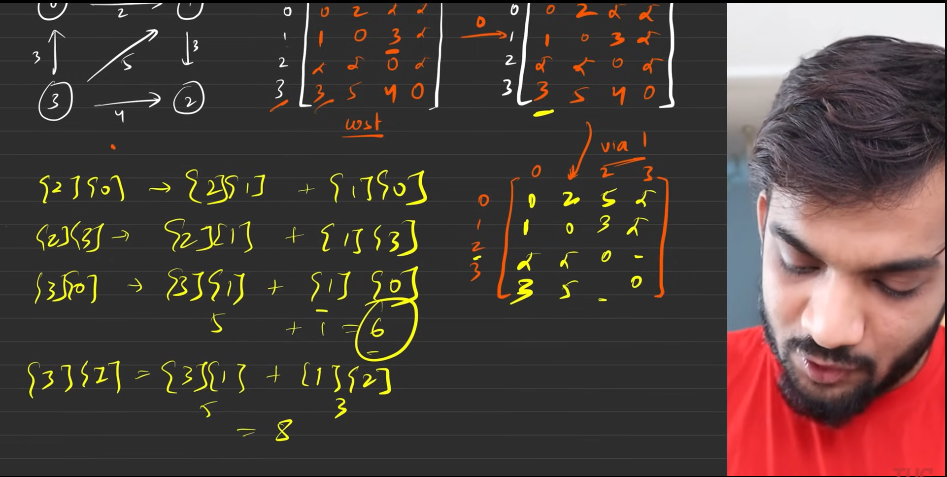 2
3 5 3
3 2
4
0 0 2 α α
1 1 0 3 α
2 α α 0 α
3 3 5 4 0
cost
0
0 0 2 α α
1 1 0 3 α
2 α α 0 α
3 3 5 4 0
via 1
0 2 3
0 0 2 5 α
1 1 0 3 α
2 α α 0 -
3 3 5 - 0
[2][0] → [2][1] + [1][0]
[2][3] → [2][1] + [1][3]
[3][0] → [3][1] + [1][0]
5 + 1 = 6
[3][2] = [3][1] + [1][2]
5 3
= 8